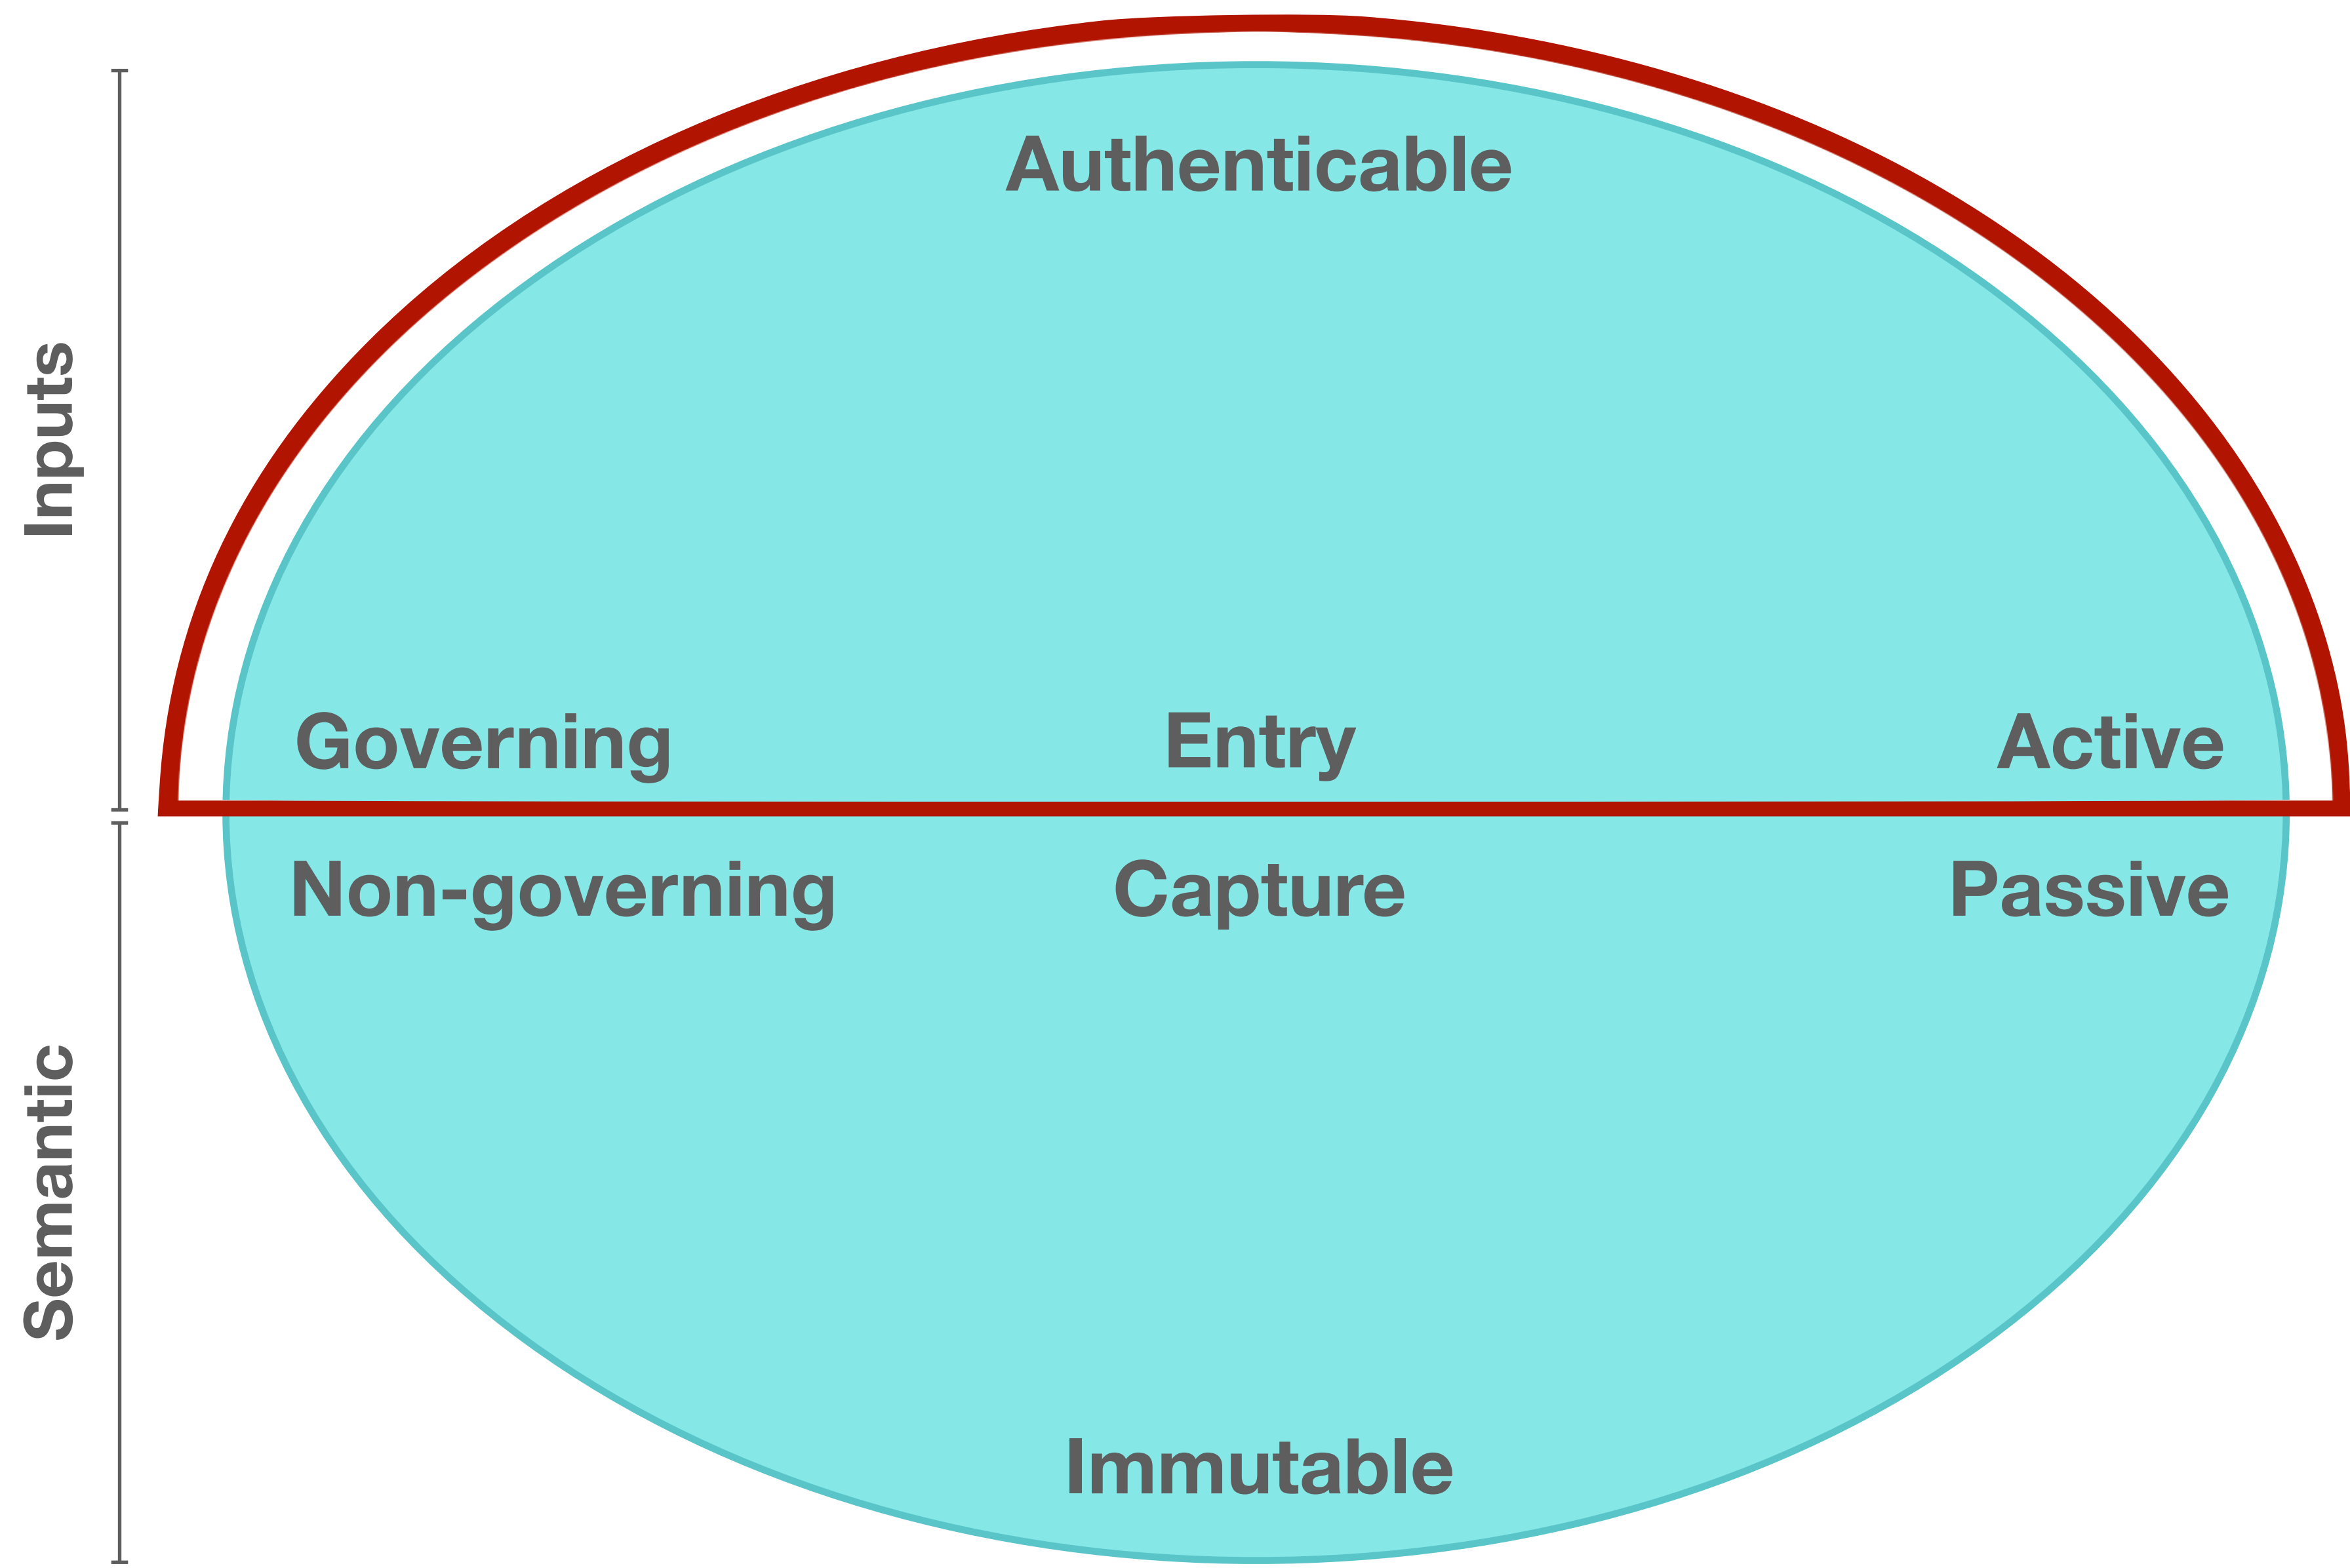 Inputs
Authenticable
Governing Entry Active
Semantic
Non-governing Capture Passive
Immutable